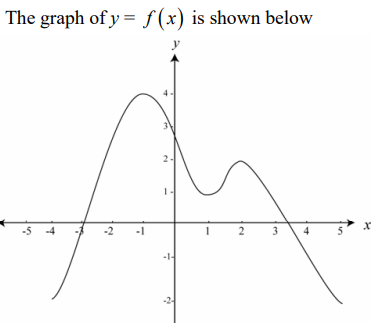 The graph of y = f(x) is shown below
y
4
3
2
1
-5 -4 -3 -2 -1 1 2 3 4 5 x
-1
-2